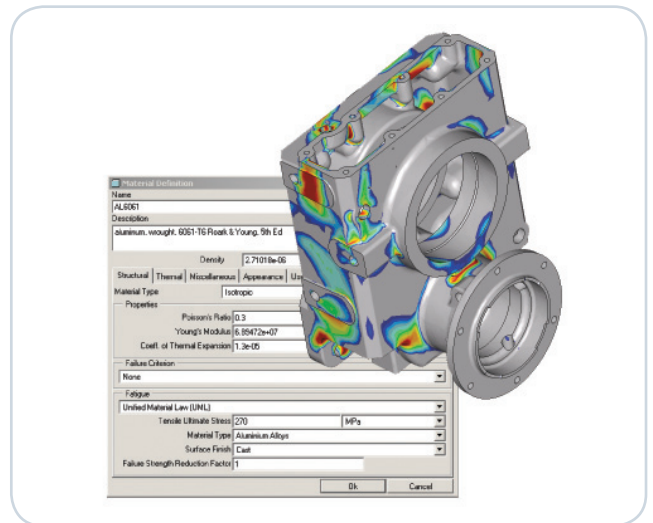 Material Definition
Name
AL6061
Description
aluminum, wrought, 6061-T6 Roark & Young, 5th Ed
Density 2.71018e-06
Structural Thermal Miscellaneous Appearance
Material Type Isotropic
Properties
Poisson's Ratio 0.3
Young's Modulus 6.89472e+07
Coeff. of Thermal Expansion 1.3e-05
Failure Criterion
None
Fatigue
Unified Material Law (UML)
Tensile Ultimate Stress 270 MPa
Material Type Aluminium Alloys
Surface Finish Cast
Failure Strength Reduction Factor 1
Ok Cancel